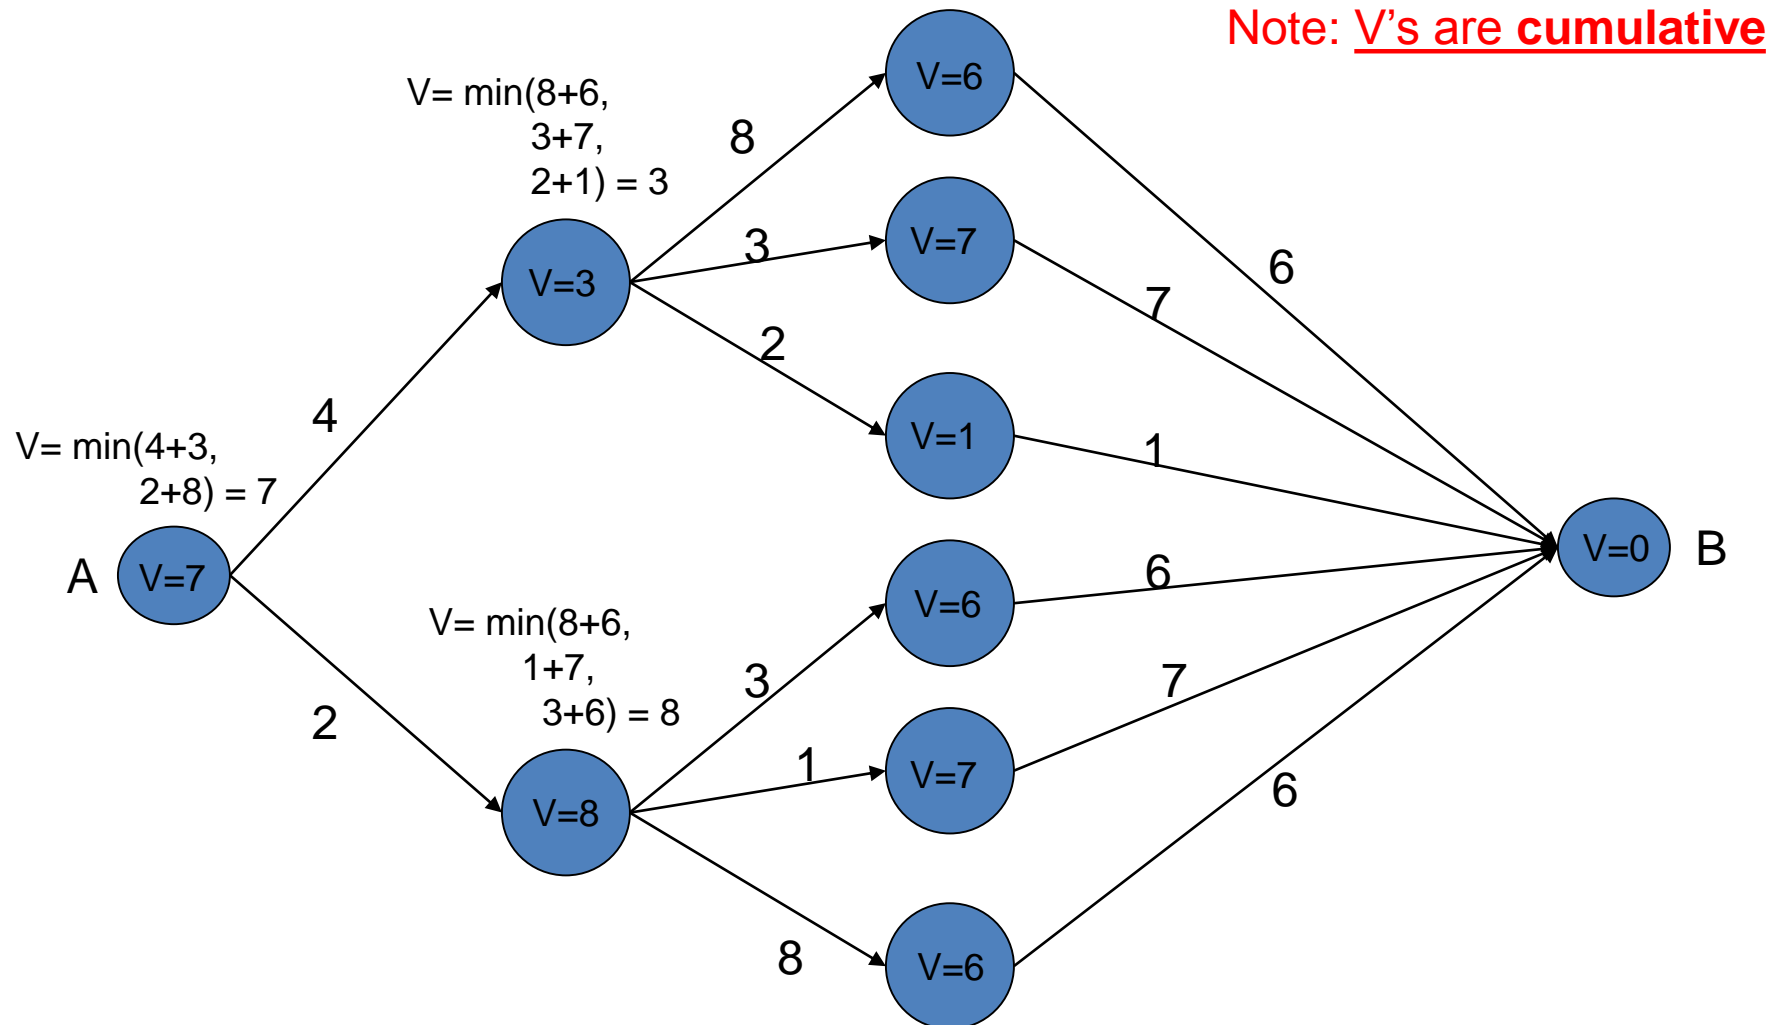 Note: V's are cumulative
V=6
V= min(8+6,
3+7,
2+1) = 3
8
V=7
3
V=3
6
7
2
4
V=1
1
V= min(4+3,
2+8) = 7
A
V=7
V=0
B
6
V=6
V= min(8+6,
1+7,
3+6) = 8
3
7
2
1
V=7
6
V=8
8
V=6